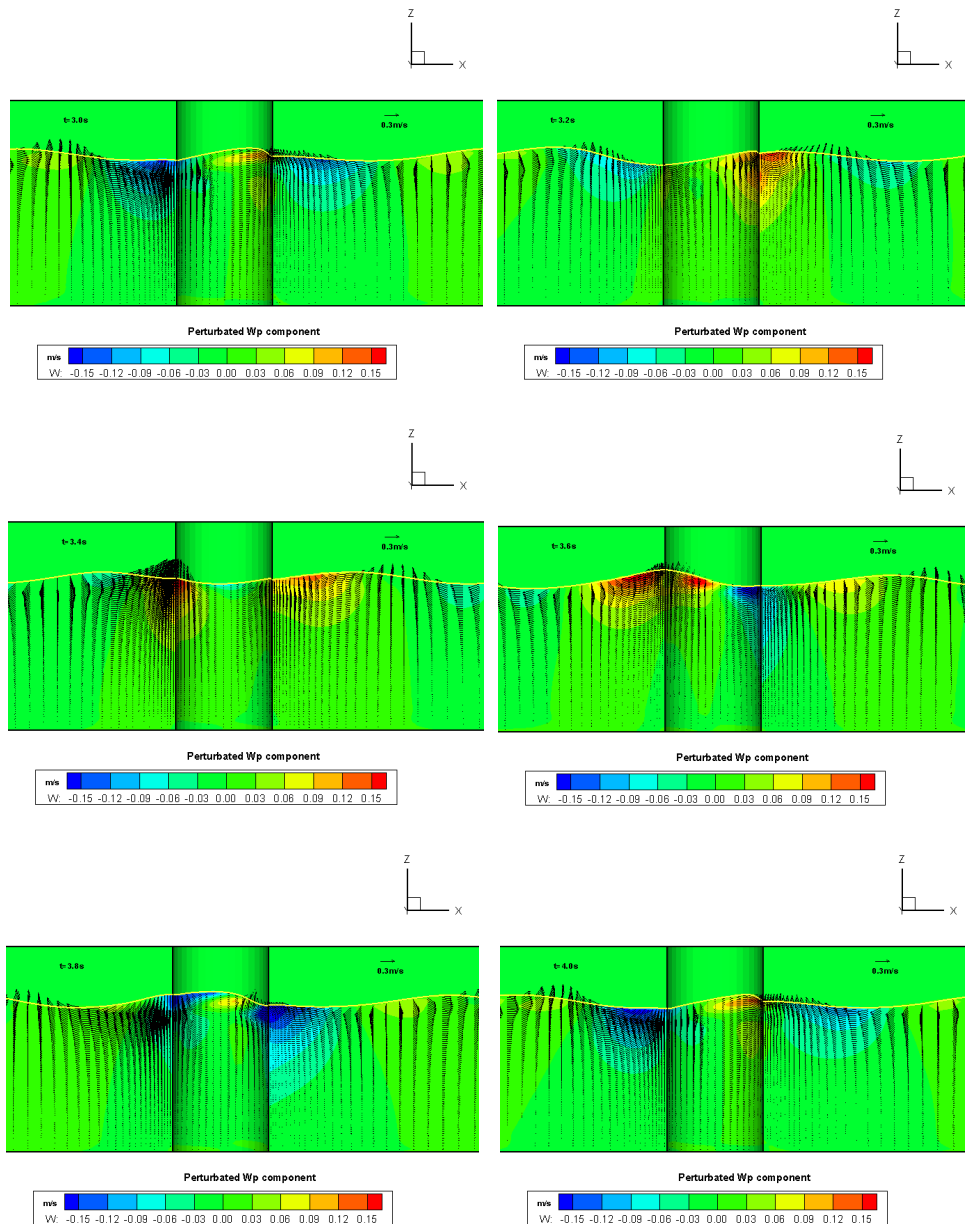 Z Z
X X
t=3.0s 0.3m/s t=3.2s 0.3m/s
Perturbated Wp component Perturbated Wp component
m/s m/s
W: -0.15 -0.12 -0.09 -0.06 -0.03 0.00 0.03 0.06 0.09 0.12 0.15 W: -0.15 -0.12 -0.09 -0.06 -0.03 0.00 0.03 0.06 0.09 0.12 0.15
Z Z
X X
t=3.4s 0.3m/s t=3.6s 0.3m/s
Perturbated Wp component Perturbated Wp component
m/s m/s
W: -0.15 -0.12 -0.09 -0.06 -0.03 0.00 0.03 0.06 0.09 0.12 0.15 W: -0.15 -0.12 -0.09 -0.06 -0.03 0.00 0.03 0.06 0.09 0.12 0.15
Z Z
X X
t=3.8s 0.3m/s t=4.0s 0.3m/s
Perturbated Wp component Perturbated Wp component
m/s m/s
W: -0.15 -0.12 -0.09 -0.06 -0.03 0.00 0.03 0.06 0.09 0.12 0.15 W: -0.15 -0.12 -0.09 -0.06 -0.03 0.00 0.03 0.06 0.09 0.12 0.15